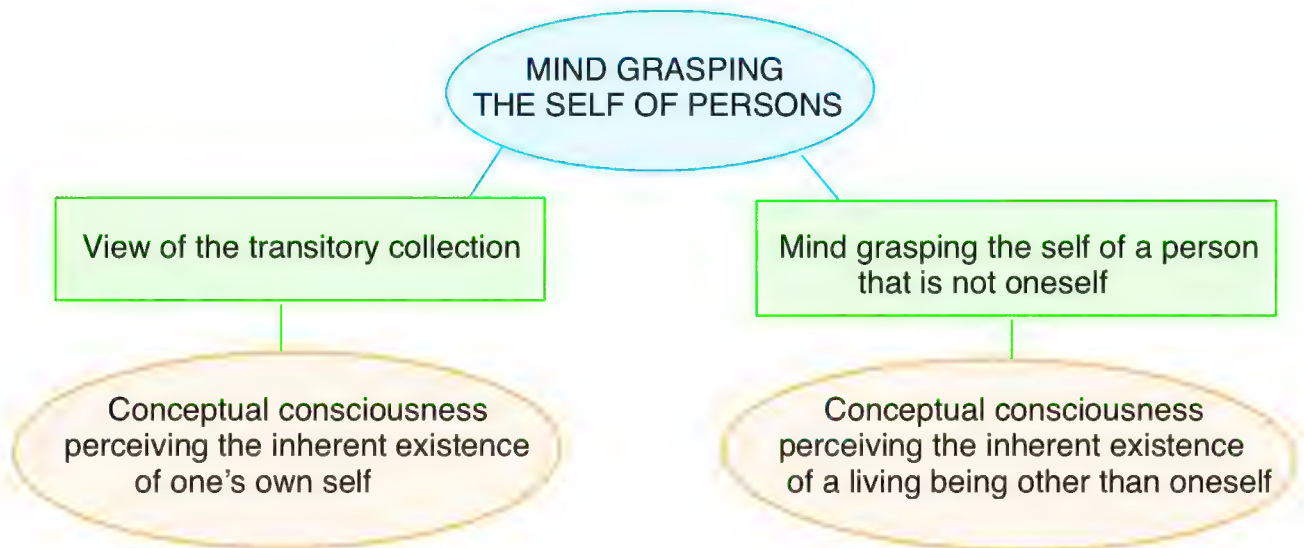 MIND GRASPING
THE SELF OF PERSONS
View of the transitory collection
Mind grasping the self of a person
that is not oneself
Conceptual consciousness
perceiving the inherent existence
of one's own self
Conceptual consciousness
perceiving the inherent existence
of a living being other than oneself